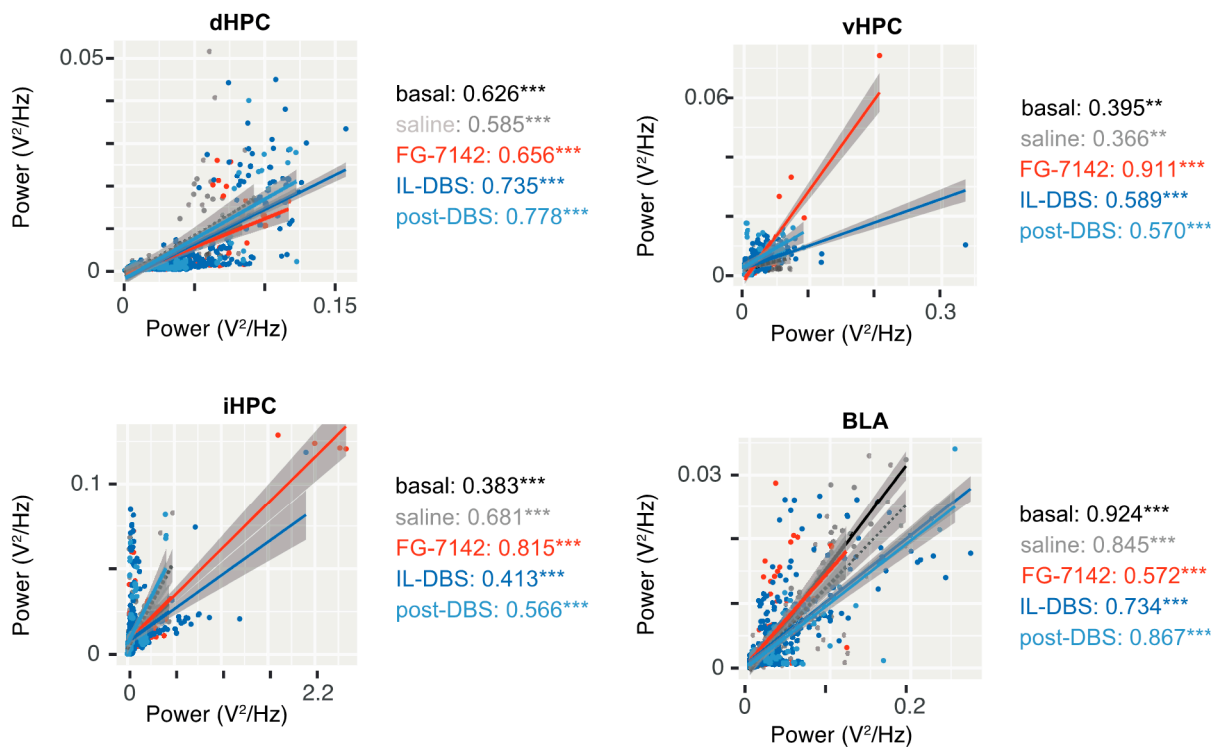 dHPC
Power (V²/Hz)
0.05
0
0
0.15
Power (V²/Hz)
basal: 0.626***
saline: 0.585***
FG-7142: 0.656***
IL-DBS: 0.735***
post-DBS: 0.778***
vHPC
Power (V²/Hz)
0.06
0
0
0.3
Power (V²/Hz)
basal: 0.395**
saline: 0.366**
FG-7142: 0.911***
IL-DBS: 0.589***
post-DBS: 0.570***
iHPC
Power (V²/Hz)
0.1
0
0
2.2
Power (V²/Hz)
basal: 0.383***
saline: 0.681***
FG-7142: 0.815***
IL-DBS: 0.413***
post-DBS: 0.566***
BLA
Power (V²/Hz)
0.03
0
0
0.2
Power (V²/Hz)
basal: 0.924***
saline: 0.845***
FG-7142: 0.572***
IL-DBS: 0.734***
post-DBS: 0.867***